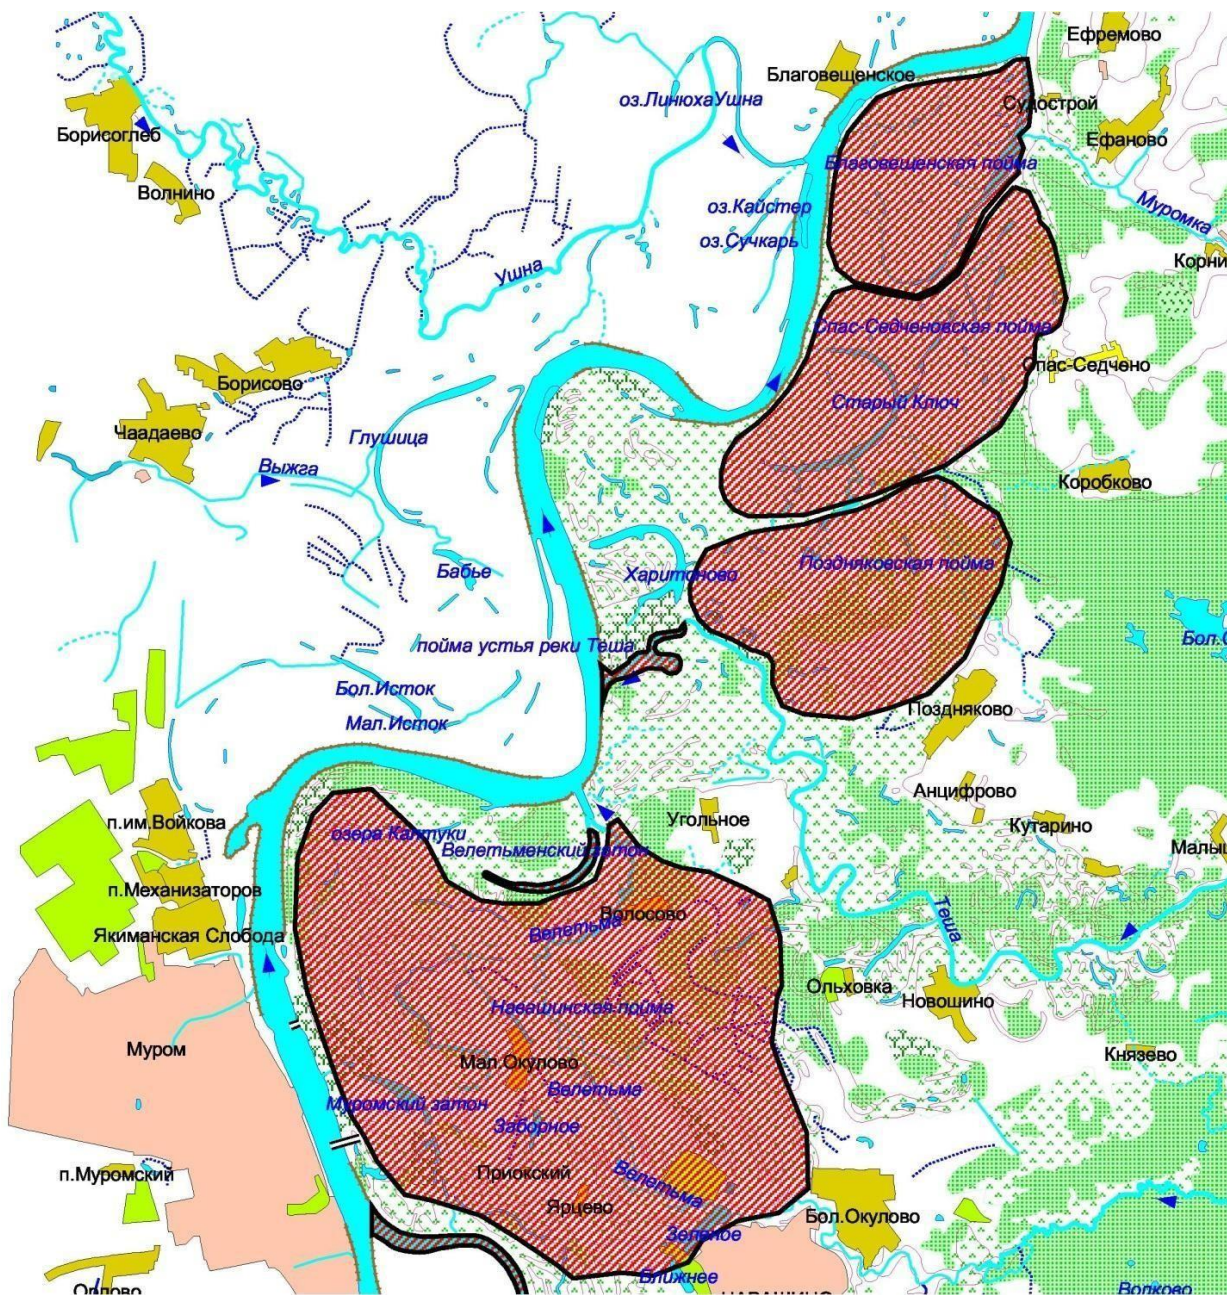 Ефремово
Благовещенское
оз.Линюха
Ушна
Судострой
Борисоглеб
Ефаново
Благовещенская пойма
Волнино
Муромка
оз.Кайстер
оз.Сучкарь
Корни
Ушна
Спас-Седченовская пойма
Спас-Седчено
Борисово
Старый Ключ
Чаадаево
Глушица
Выжга
Коробково
Поздняковская пойма
Бабье
Харитоново
Бол.О
пойма устья реки Теша
Бол.Исток
Мал.Исток
Поздняково
Анцифрово
п.им.Войкова
озера Калтуки
Угольное
Кутарино
Велетьменский затон
Малыш
п.Механизаторов
Волосово
Теша
Велетьма
Якиманская Слобода
Ольховка
Новошино
Навашинская пойма
Муром
Мал.Окулово
Князево
Велетьма
Муромский затон
Заборное
п.Муромский
Приокский
Велетьма
Ярцево
Бол.Окулово
Зеленое
Ближнее
Орлово
НАВАШИНО
Волково